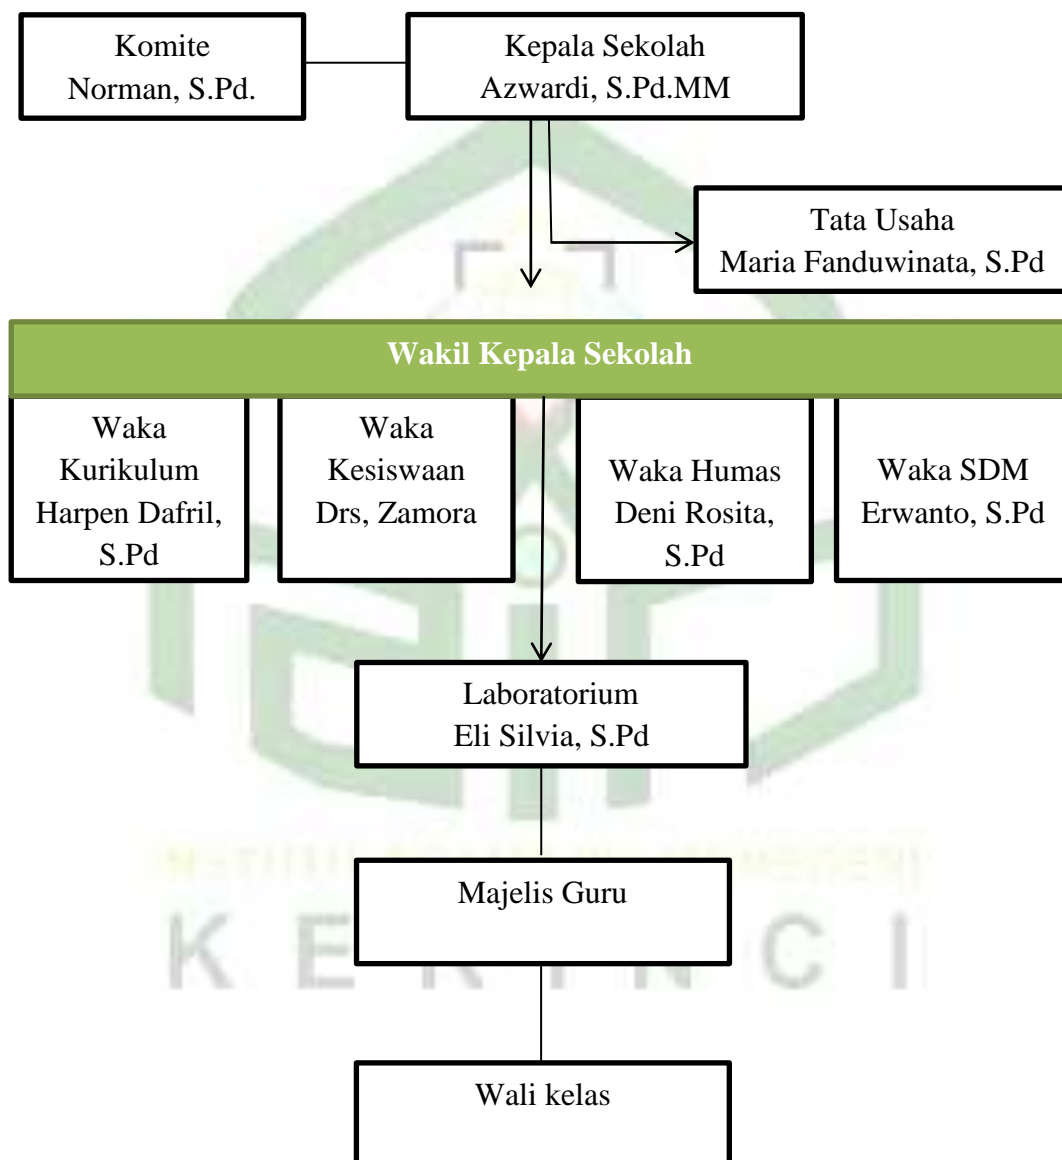 Komite
Norman, S.Pd.
Kepala Sekolah
Azwardi, S.Pd.MM
Tata Usaha
Maria Fanduwinata, S.Pd
Wakil Kepala Sekolah
Waka
Kurikulum
Harpen Dafril,
S.Pd
Waka
Kesiswaan
Drs, Zamora
Waka Humas
Deni Rosita,
S.Pd
Waka SDM
Erwanto, S.Pd
Laboratorium
Eli Silvia, S.Pd
Majelis Guru
KERINCI
Wali kelas